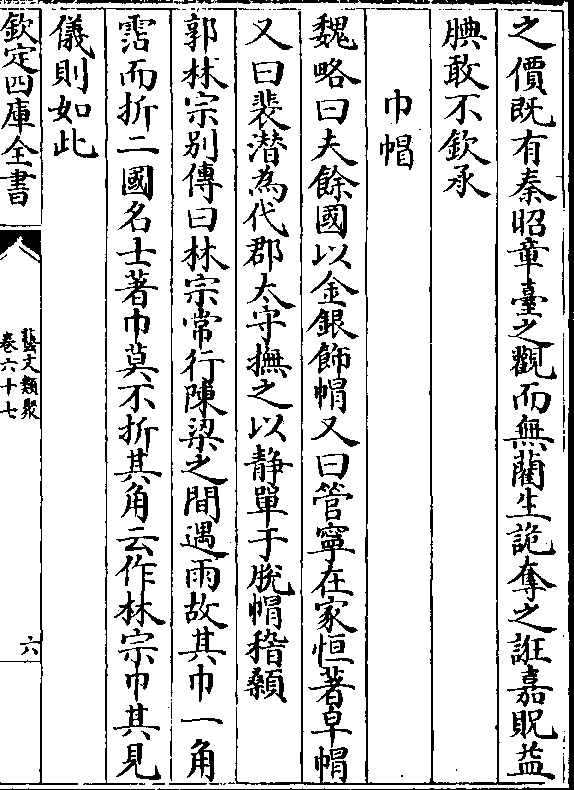 之價既有秦昭章臺之觀而無藺生詭奪之誑嘉貺益
腆敢不欽承
巾帽
魏略曰夫餘國以金銀飾帽又曰管寧在家恒著皁帽
又曰裴潛為代郡太守撫之以靜單于脫帽稽顙
郭林宗別傳曰林宗常行陳梁之間遇雨故其巾一角
霑而折二國名士著巾莫不折其角云作林宗巾其見
儀則如此
欽定四庫全書
藝文類聚
卷六十七
六